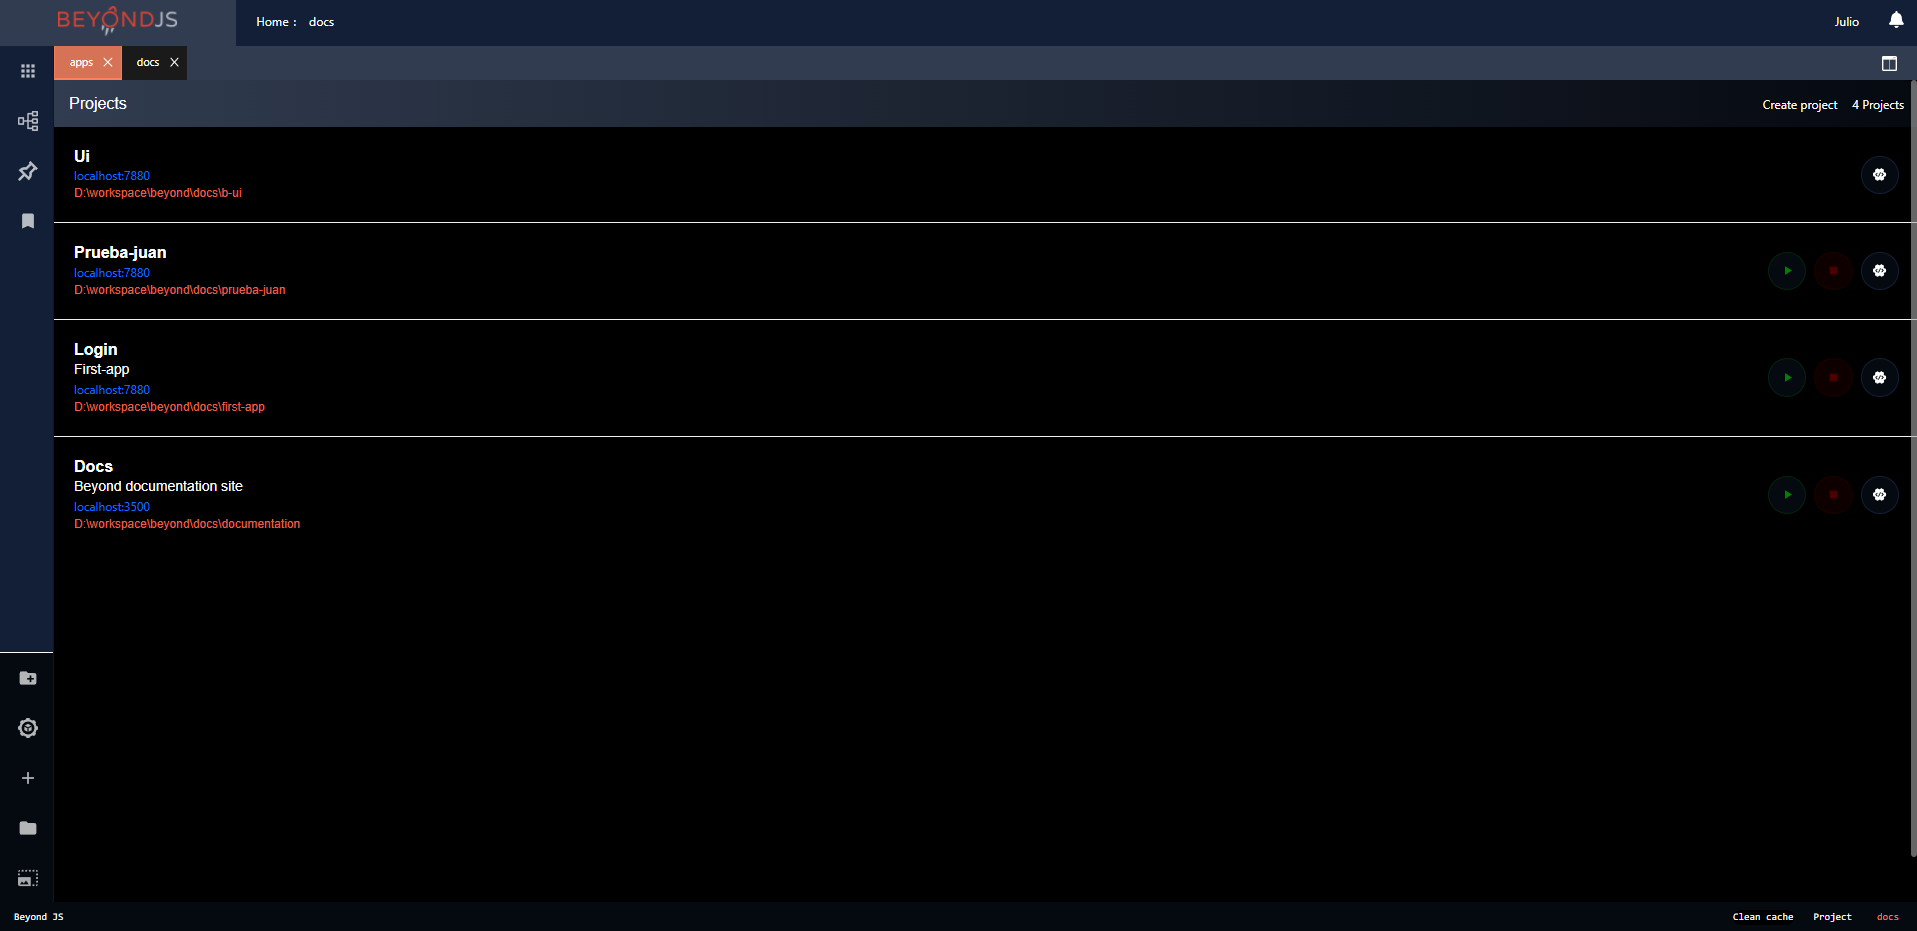 BEYONDJS
Home : docs
Julio
apps
docs
Projects
Create project
4 Projects
Ui
localhost:7880
D:\workspace\beyond\docs\b-ui
Prueba-juan
localhost:7880
D:\workspace\beyond\docs\prueba-juan
Login
First-app
localhost:7880
D:\workspace\beyond\docs\first-app
Docs
Beyond documentation site
localhost:3500
D:\workspace\beyond\docs\documentation
Beyond JS
Clean cache
Project
docs